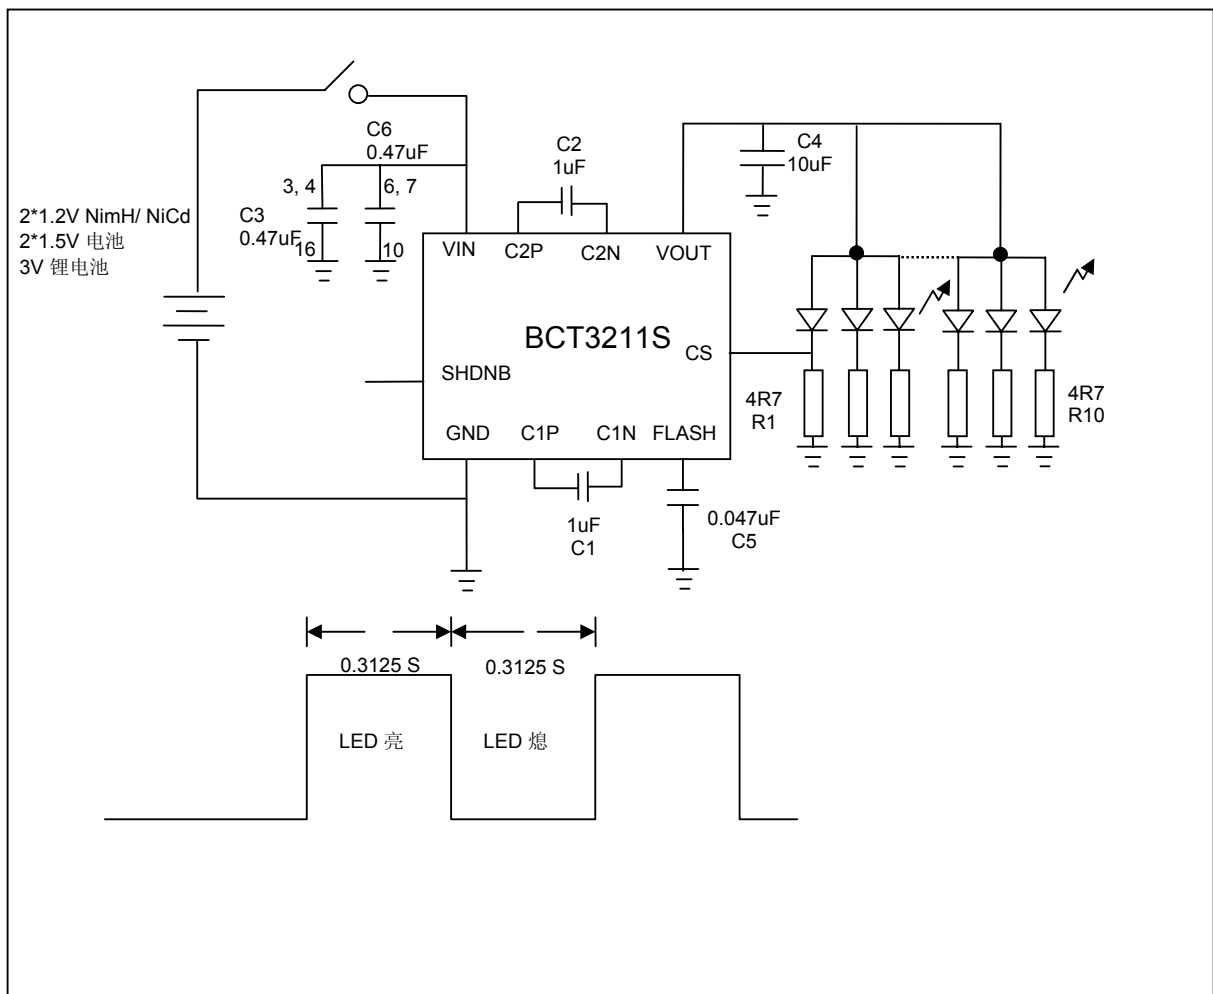 C6
0.47uF
C2
1uF
C4
10uF
3, 4
6, 7
2*1.2V NimH/ NiCd
2*1.5V 电池
3V 锂电池
C3
0.47uF
16
10
VIN
C2P
C2N
VOUT
BCT3211S
CS
SHDNB
4R7
R1
4R7
R10
GND
C1P
C1N
FLASH
1uF
C1
0.047uF
C5
0.3125 S
0.3125 S
LED 亮
LED 熄